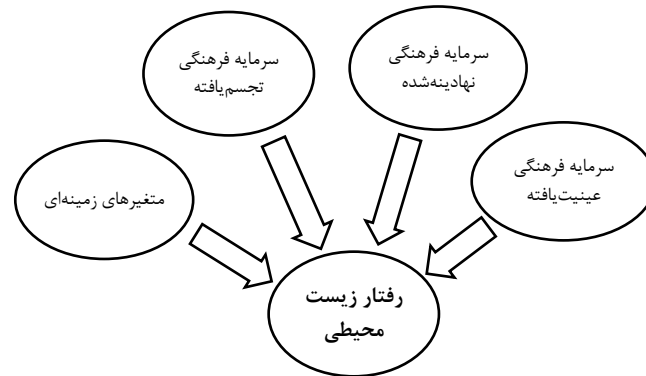 سرمایه فرهنگی
نهادینه‌شده
سرمایه فرهنگی
تجسم‌یافته
سرمایه فرهنگی
عینیت‌یافته
متغیرهای زمینه‌ای
رفتار زیست
محیطی